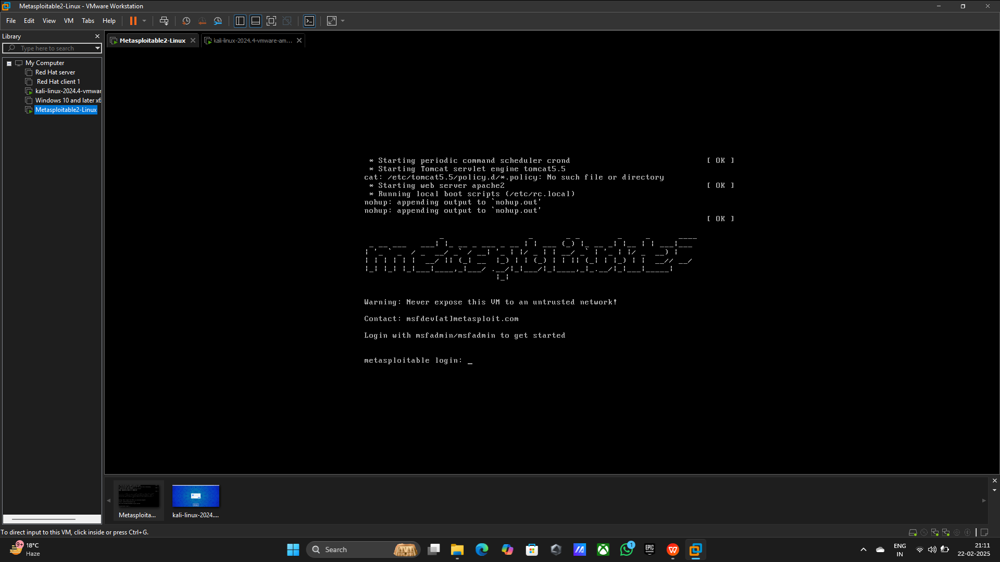 Metasploitable2-Linux - VMware Workstation
File Edit View VM Tabs Help
Library
Type here to search
My Computer
Red Hat server
Red Hat client 1
kali-linux-2024.4-vmwar
Windows 10 and later x6
Metasploitable2-Linux
Metasploitable2-Linux
kali-linux-2024.4-vmware-am...
* Starting periodic command scheduler crond [ OK ]
* Starting Tomcat servlet engine tomcat5.5
cat: /etc/tomcat5.5/policy.d/*.policy: No such file or directory
* Starting web server apache2 [ OK ]
* Running local boot scripts (/etc/rc.local)
nohup: appending output to `nohup.out'
nohup: appending output to `nohup.out'
[ OK ]
metasploitable2
Warning: Never expose this VM to an untrusted network!
Contact: msfdev[at]metasploit.com
Login with msfadmin/msfadmin to get started
metasploitable login: _
Metasploita...
kali-linux-2024....
To direct input to this VM, click inside or press Ctrl+G.
9+
18°C
Haze
Search
1
EPIC
GAMES
ENG
IN
21:11
22-02-2025